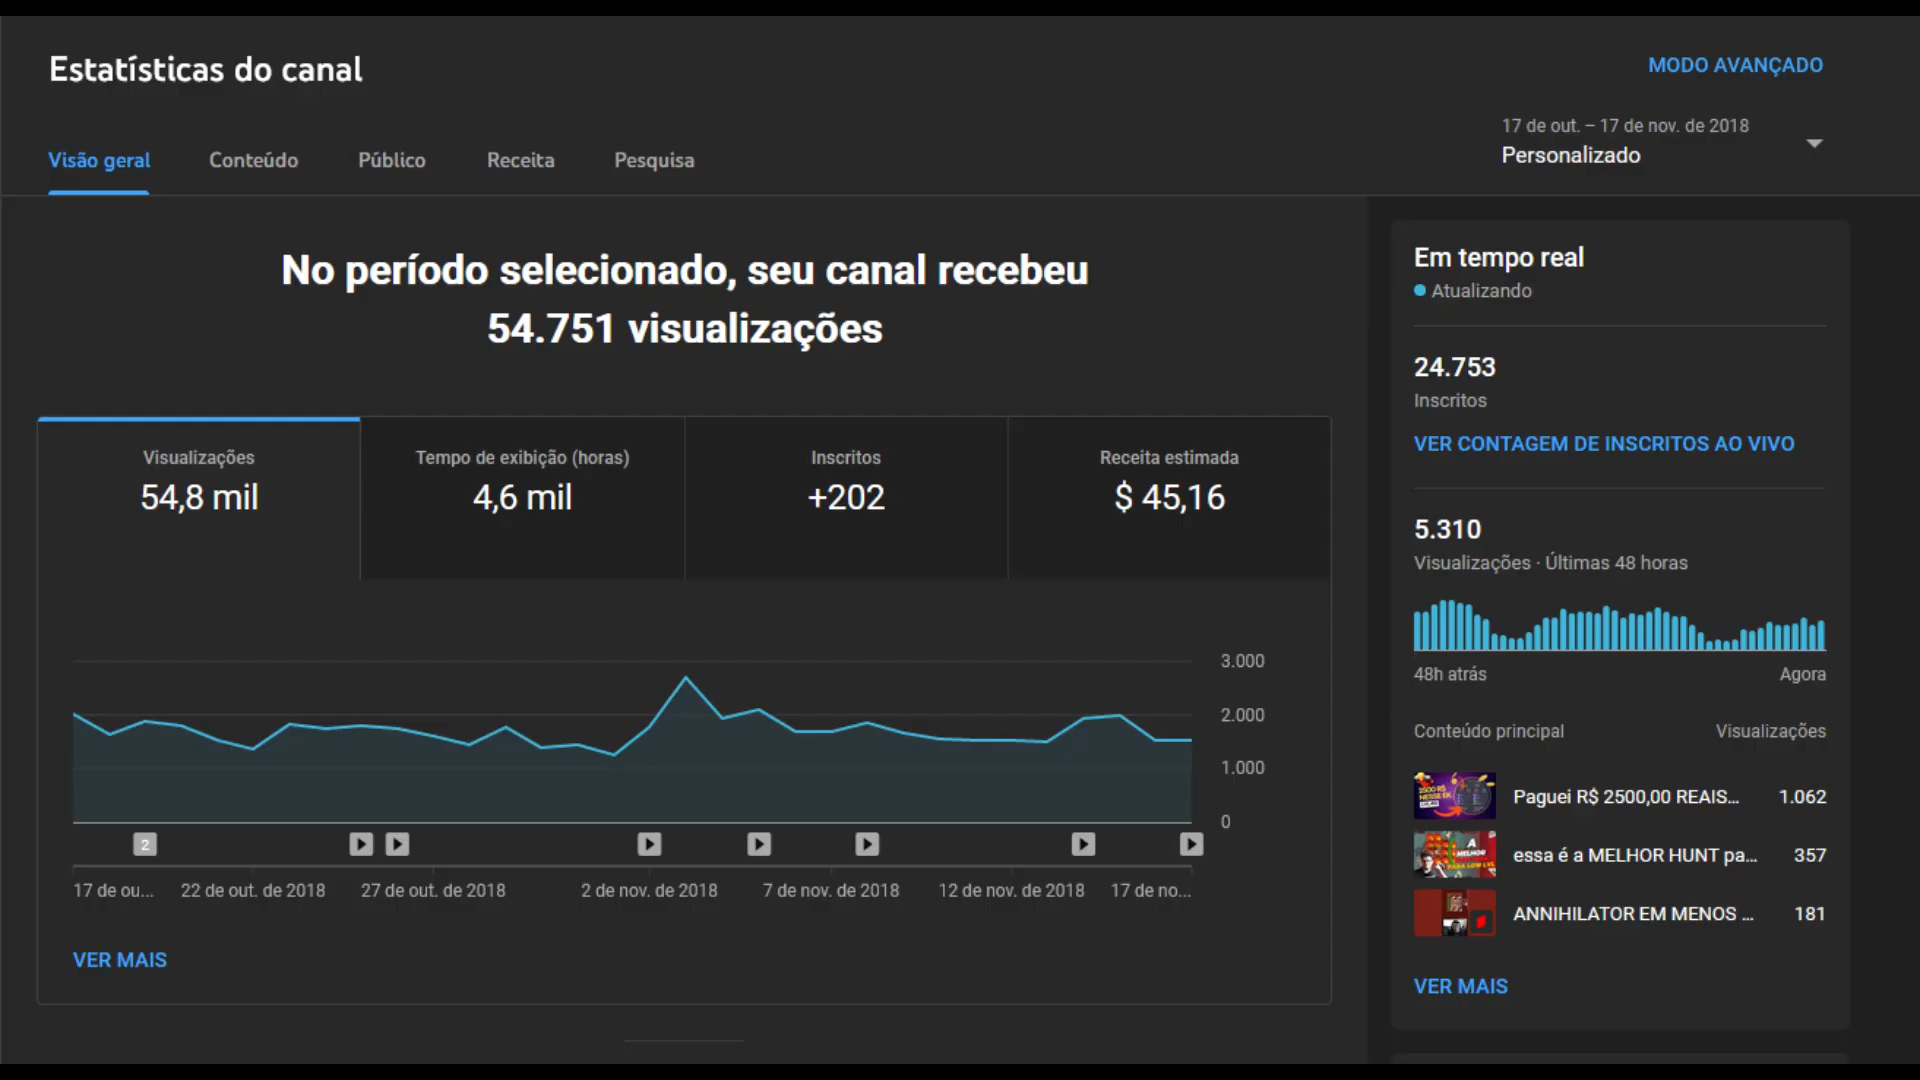 Estatísticas do canal
MODO AVANÇADO
17 de out. – 17 de nov. de 2018
Personalizado
Visão geral
Conteúdo
Público
Receita
Pesquisa
No período selecionado, seu canal recebeu
54.751 visualizações
Visualizações
54,8 mil
Tempo de exibição (horas)
4,6 mil
Inscritos
+202
Receita estimada
$ 45,16
3.000
2.000
1.000
0
2
17 de ou...
22 de out. de 2018
27 de out. de 2018
2 de nov. de 2018
7 de nov. de 2018
12 de nov. de 2018
17 de no...
VER MAIS
Em tempo real
Atualizando
24.753
Inscritos
VER CONTAGEM DE INSCRITOS AO VIVO
5.310
Visualizações · Últimas 48 horas
48h atrás
Agora
Conteúdo principal
Visualizações
Paguei R$ 2500,00 REAIS...
1.062
A
MELHOR
essa é a MELHOR HUNT pa...
357
ANNIHILATOR EM MENOS ...
181
VER MAIS